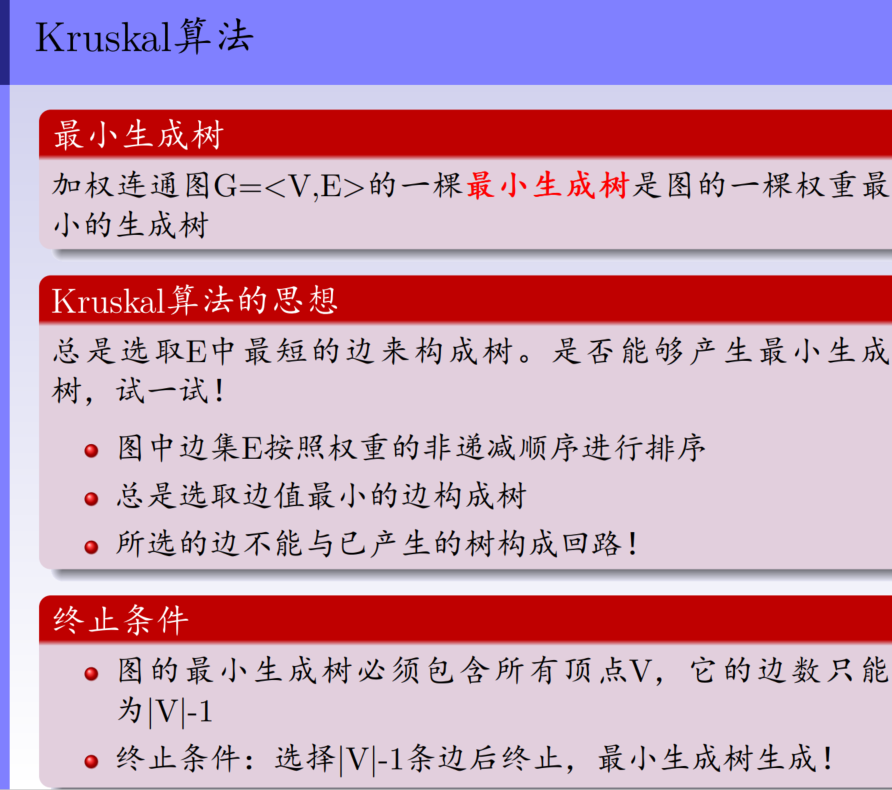 Kruskal算法
最小生成树
加权连通图G=<V,E>的一棵最小生成树是图的一棵权重最
小的生成树
Kruskal算法的思想
总是选取E中最短的边来构成树。是否能够产生最小生成
树，试一试！
图中边集E按照权重的非递减顺序进行排序
总是选取边值最小的边构成树
所选的边不能与已产生的树构成回路！
终止条件
图的最小生成树必须包含所有顶点V，它的边数只能
为|V|-1
终止条件：选择|V|-1条边后终止，最小生成树生成！